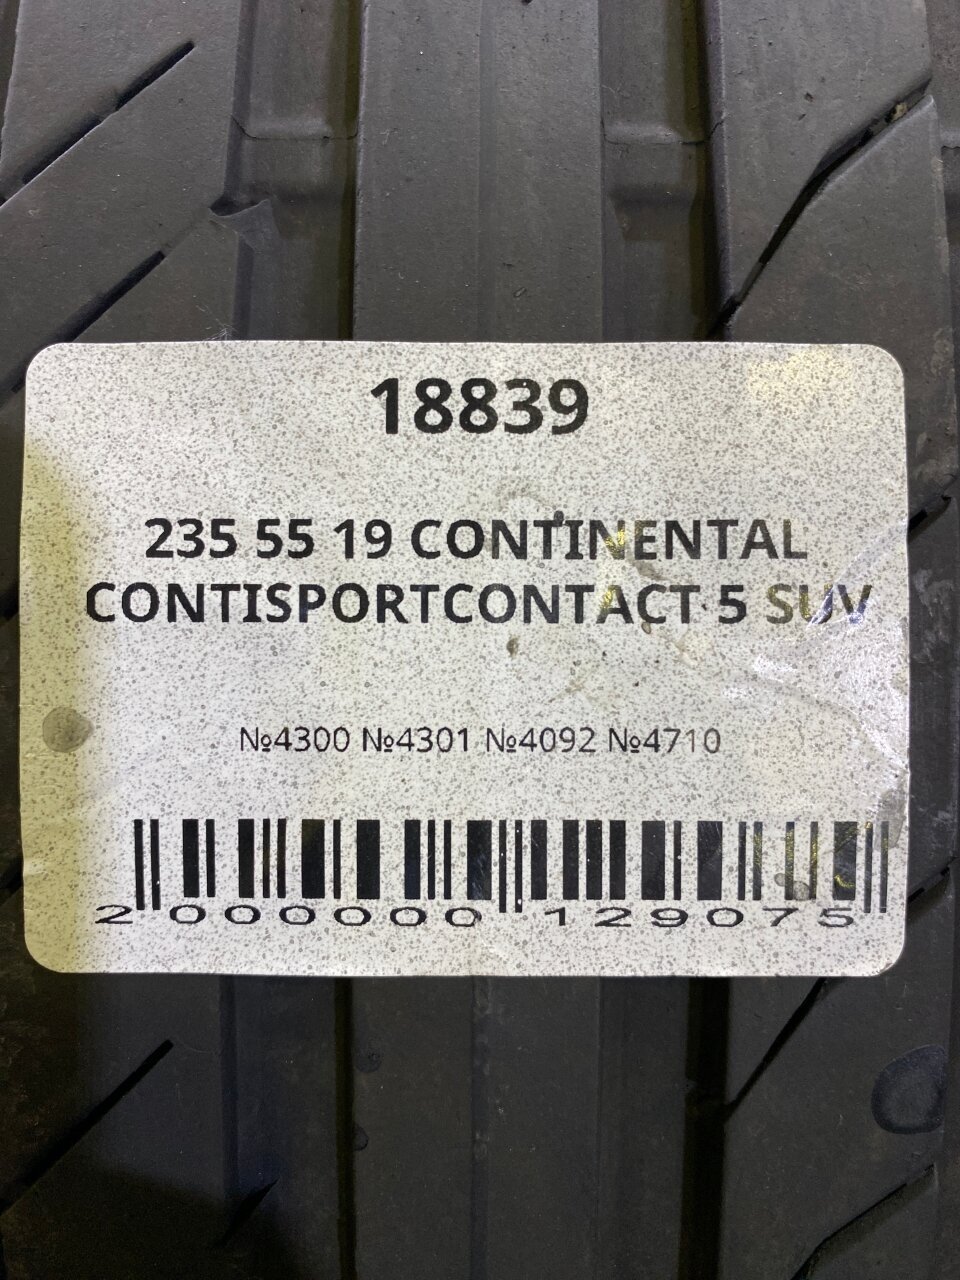 18839
235 55 19 CONTINENTAL
CONTISPORTCONTACT 5 SUV
№4300 №4301 №4092 №4710
2 000000 129075